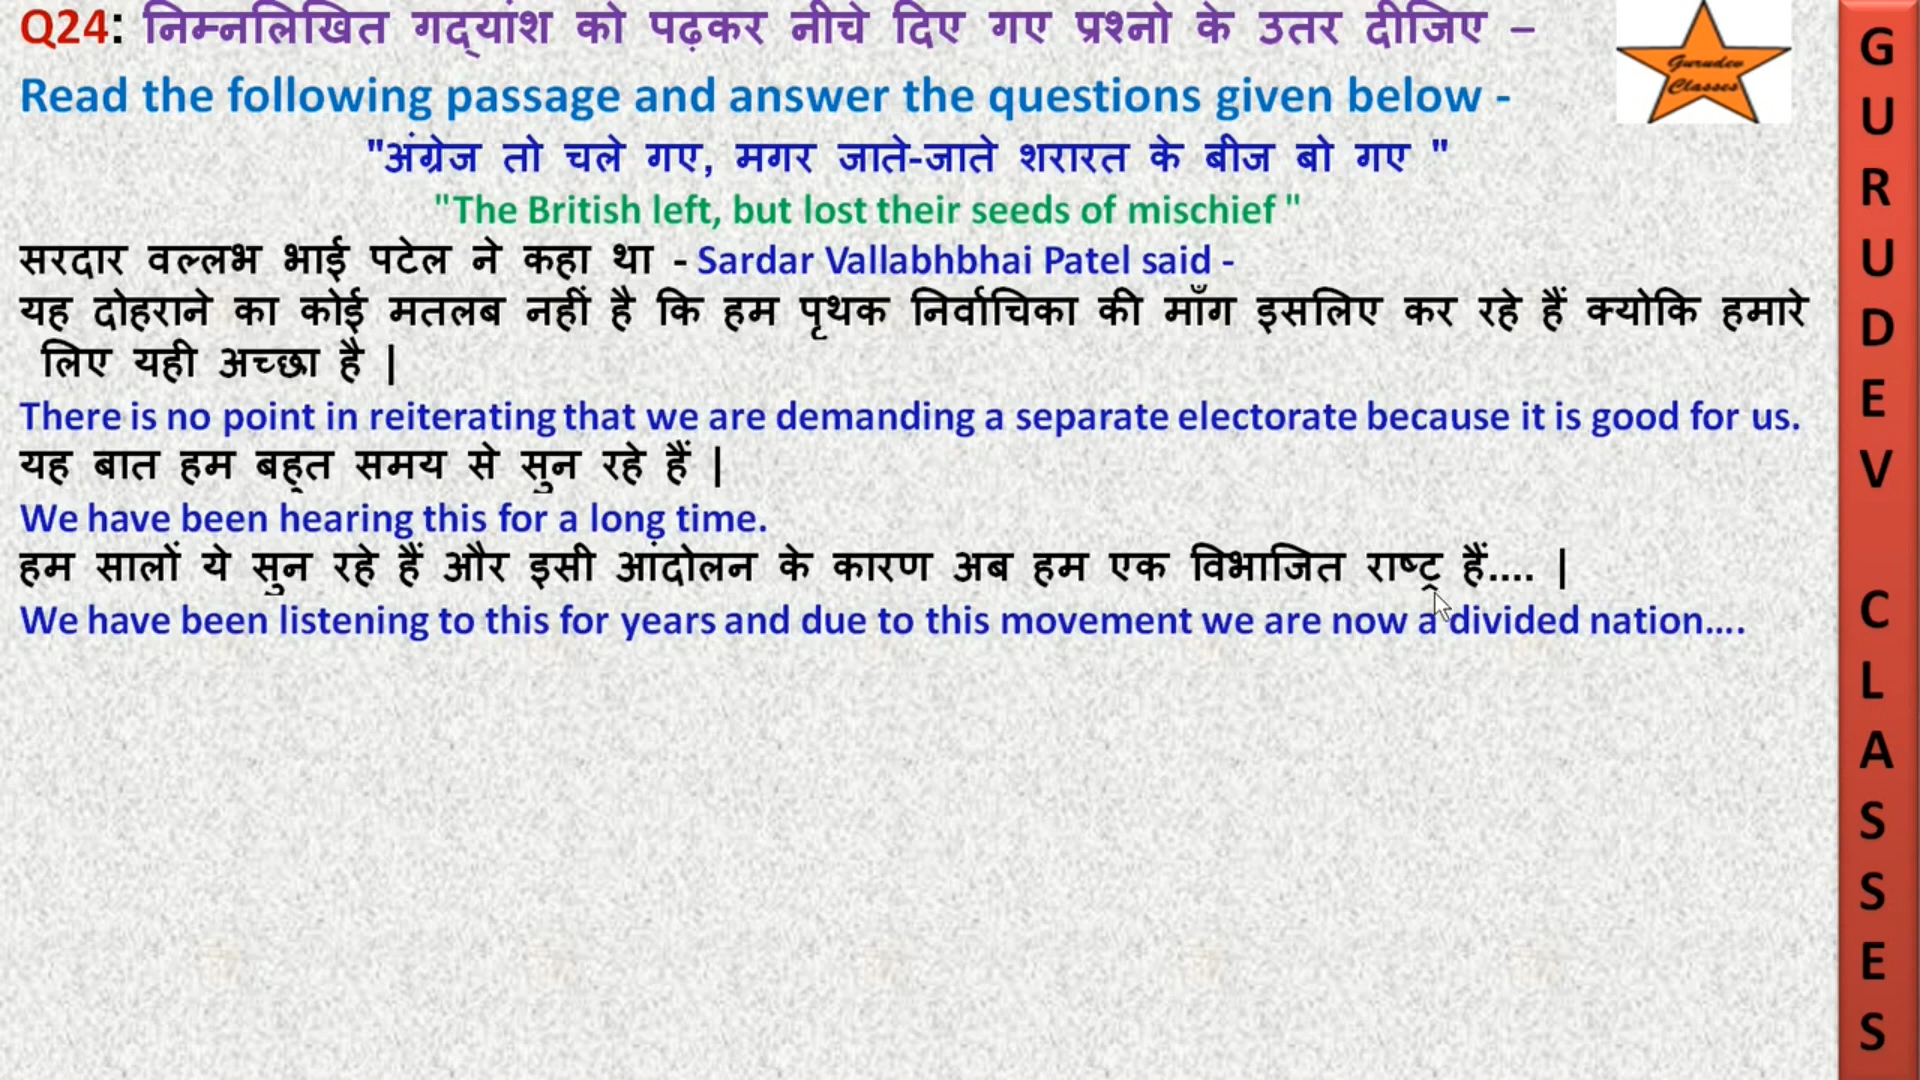 Q24: निम्नलिखित गद्यांश को पढ़कर नीचे दिए गए प्रश्नो के उतर दीजिए –
Read the following passage and answer the questions given below -
"अंग्रेज तो चले गए, मगर जाते-जाते शरारत के बीज बो गए "
"The British left, but lost their seeds of mischief "
सरदार वल्लभ भाई पटेल ने कहा था - Sardar Vallabhbhai Patel said -
यह दोहराने का कोई मतलब नहीं है कि हम पृथक निर्वाचिका की माँग इसलिए कर रहे हैं क्योकि हमारे
लिए यही अच्छा है |
There is no point in reiterating that we are demanding a separate electorate because it is good for us.
यह बात हम बहुत समय से सुन रहे हैं |
We have been hearing this for a long time.
हम सालों ये सुन रहे हैं और इसी आंदोलन के कारण अब हम एक विभाजित राष्ट्र हैं.... |
We have been listening to this for years and due to this movement we are now a divided nation....
Gurudev
Classes
GURUDEV CLASSES